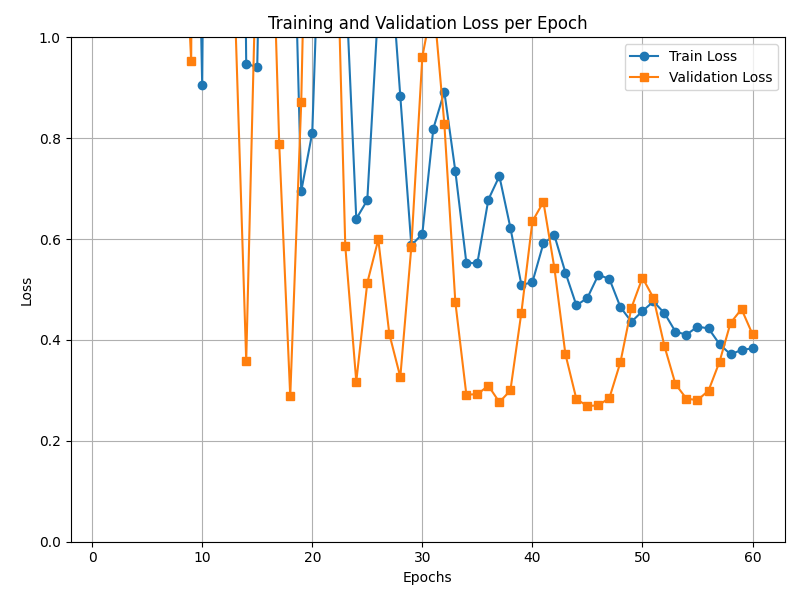 Training and Validation Loss per Epoch
Train Loss
Validation Loss
1.0
0.8
0.6
0.4
0.2
0.0
Loss
0 10 20 30 40 50 60
Epochs